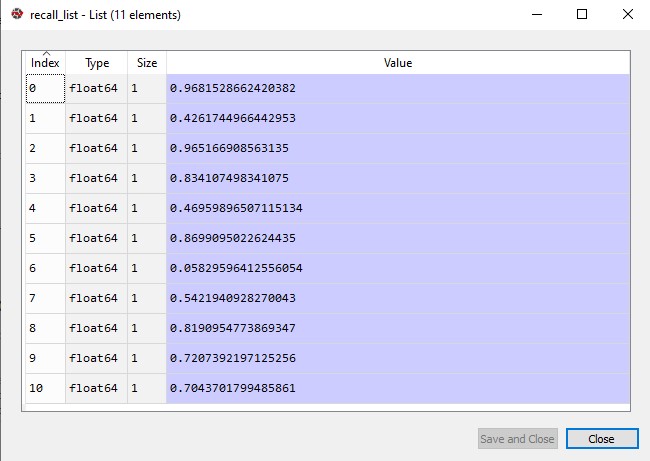 recall_list - List (11 elements)
Index Type Size Value
0 float64 1 0.9681528662420382
1 float64 1 0.4261744966442953
2 float64 1 0.965166908563135
3 float64 1 0.834107498341075
4 float64 1 0.46959896507115134
5 float64 1 0.8699095022624435
6 float64 1 0.05829596412556054
7 float64 1 0.5421940928270043
8 float64 1 0.8190954773869347
9 float64 1 0.7207392197125256
10 float64 1 0.7043701799485861
Save and Close Close